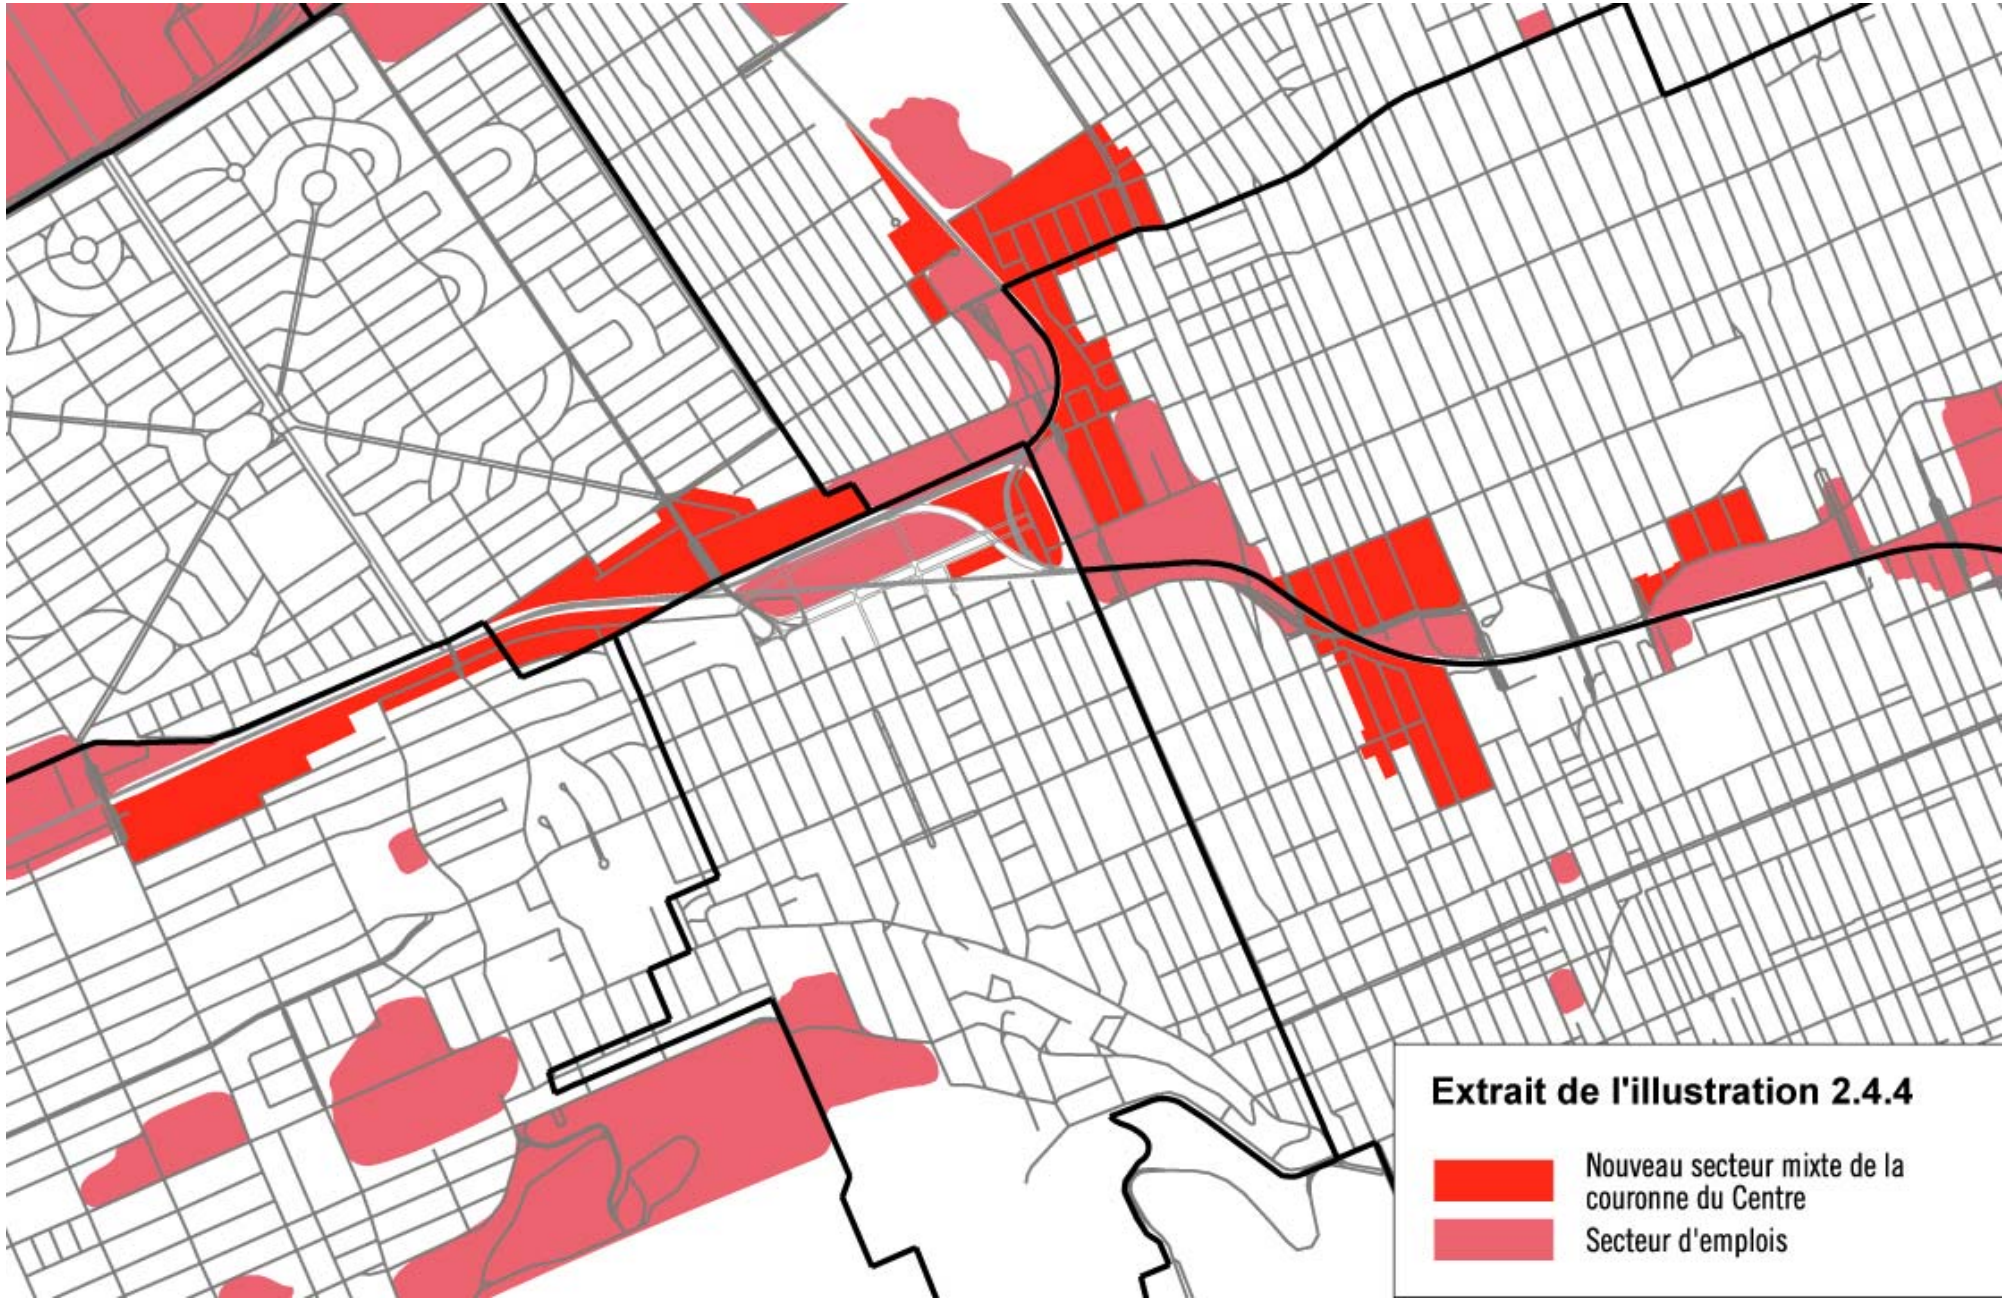 Extrait de l'illustration 2.4.4
Nouveau secteur mixte de la
couronne du Centre
Secteur d'emplois